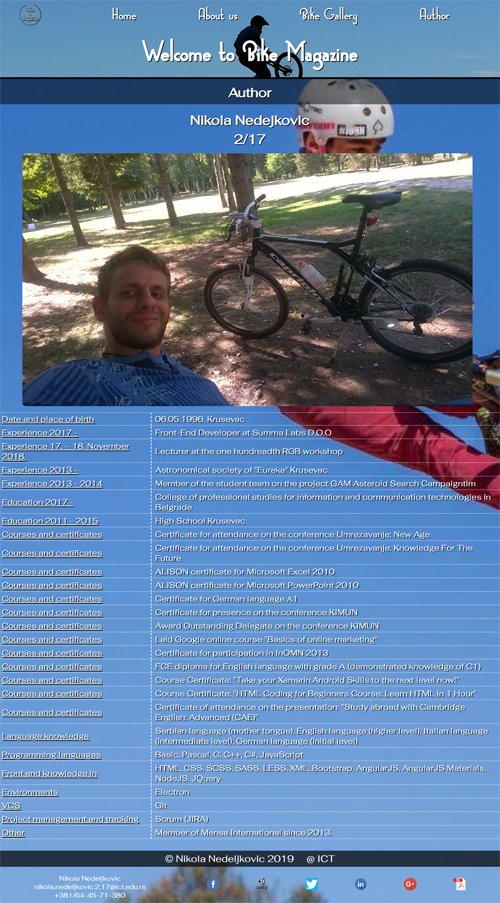 Home About us Bike Gallery Author
Welcome to Bike Magazine
Author
Nikola Nedeljkovic
2/17
Date and place of birth 06.05.1996. Krusevac
Experience 2017 - Front-End Developer at Summa Labs D.O.O
Experience 17. – 18. November
2018. Lecturer at the one hundreadth RGB workshop
Experience 2013 - Astronomical society of "Eureka" Krusevac
Experience 2013 - 2014 Member of the student team on the project GAM Asteroid Search Campaigntim
Education 2017 - College of professional studies for information and communication technologies in
Belgrade
Education 2011 - 2015 High School Krusevac
Courses and certificates Certificate for attendance on the conference Umrezavanje: New Age
Courses and certificates Certificate for attendance on the conference Umrezavanje: Knowledge For The
Future
Courses and certificates ALISON certificate for Microsoft Excel 2010
Courses and certificates ALISON certificate for Microsoft PowerPoint 2010
Courses and certificates Certificate for German language A1
Courses and certificates Certificate for presence on the conference KIMUN
Courses and certificates Award Outstanding Delegate on the conference KIMUN
Courses and certificates Laid Google online course "Basics of online marketing"
Courses and certificates Certificate for participation in InOMN 2013
Courses and certificates FCE diploma for English language with grade A (demonstrated knowledge of C1)
Courses and certificates Course Certificate: "Take your Xamarin Android Skills to the next level now!"
Courses and certificates Course Certificate: "HTML Coding for Beginners Course: Learn HTML in 1 Hour"
Courses and certificates Certificate of attendance on the presentation: "Study abroad with Cambridge
English: Advanced (CAE)"
Language knowledge Serbian language (mother tongue), English language (higher level), Italian language
(intermediate level), German language (initial level)
Programming languages Basic, Pascal, C, C++, C#, JavaScript
Front end knowledge in HTML, CSS, SCSS, SASS, LESS, XML, Bootstrap, AngularJS, AngularJS Materials,
NodeJS, JQuery
Environments Electron
VCS Git
Project management and tracking Scrum (JIRA)
Other Member of Mensa International since 2013.
© Nikola Nedeljkovic 2019 @ ICT
Nikola Nedeljkovic
nikola.nedeljkovic.2.17@ict.edu.rs
+381/64-45-71-380